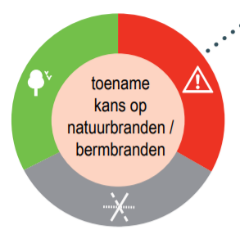 toename
kans op
natuurbranden /
bermbranden